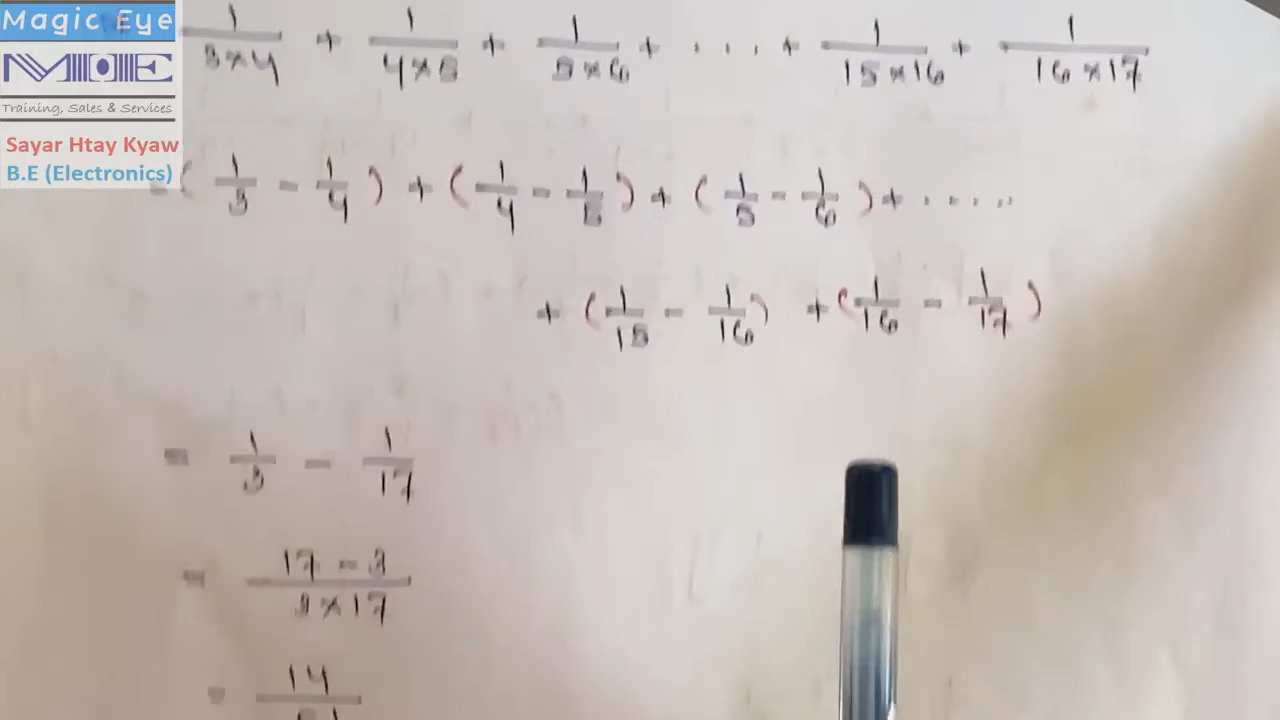 Magic Eye
MIOE
Training, Sales & Services
Sayar Htay Kyaw
B.E (Electronics)
1/(3×4) + 1/(4×5) + 1/(5×6) + .... + 1/(15×16) + 1/(16×17)
= (1/3 - 1/4) + (1/4 - 1/5) + (1/5 - 1/6) + .....
+ (1/15 - 1/16) + (1/16 - 1/17)
= 1/3 - 1/17
= (17 - 3)/(3×17)
= 14/51